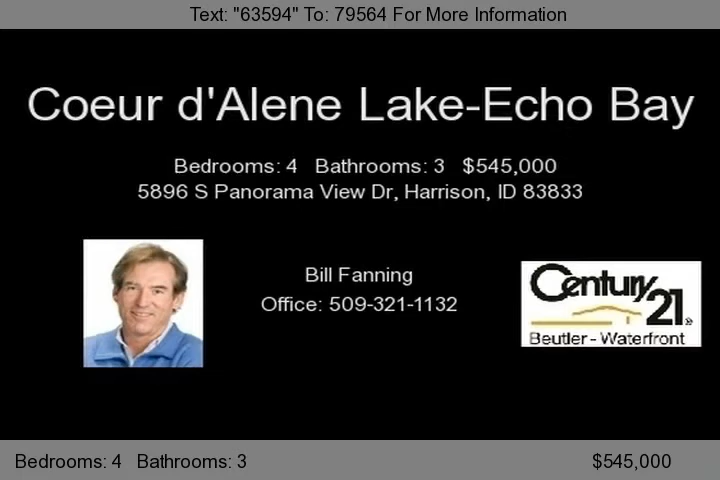 Text: "63594" To: 79564 For More Information
Coeur d'Alene Lake-Echo Bay
Bedrooms: 4 Bathrooms: 3 $545,000
5896 S Panorama View Dr, Harrison, ID 83833
Bill Fanning
Office: 509-321-1132
Century 21®
Beutler - Waterfront
Bedrooms: 4 Bathrooms: 3 $545,000